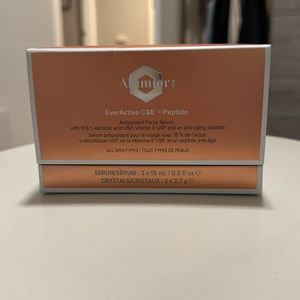 AlumierMD
EverActive C&E + Peptide
Antioxidant Facial Serum
with 15% L-ascorbic acid USP, vitamin E USP and an anti-aging peptide
Sérum antioxydant pour le visage avec 15 % de l'acide
L-ascorbique USP, de la vitamine E USP, et un peptide anti-âge
ALL SKIN TYPES / TOUS TYPES DE PEAUX
SERUM/SÉRUM : 3 x 15 ml / 0.5 fl oz ℮
CRYSTALS/CRISTAUX : 3 x 2.7 g ℮